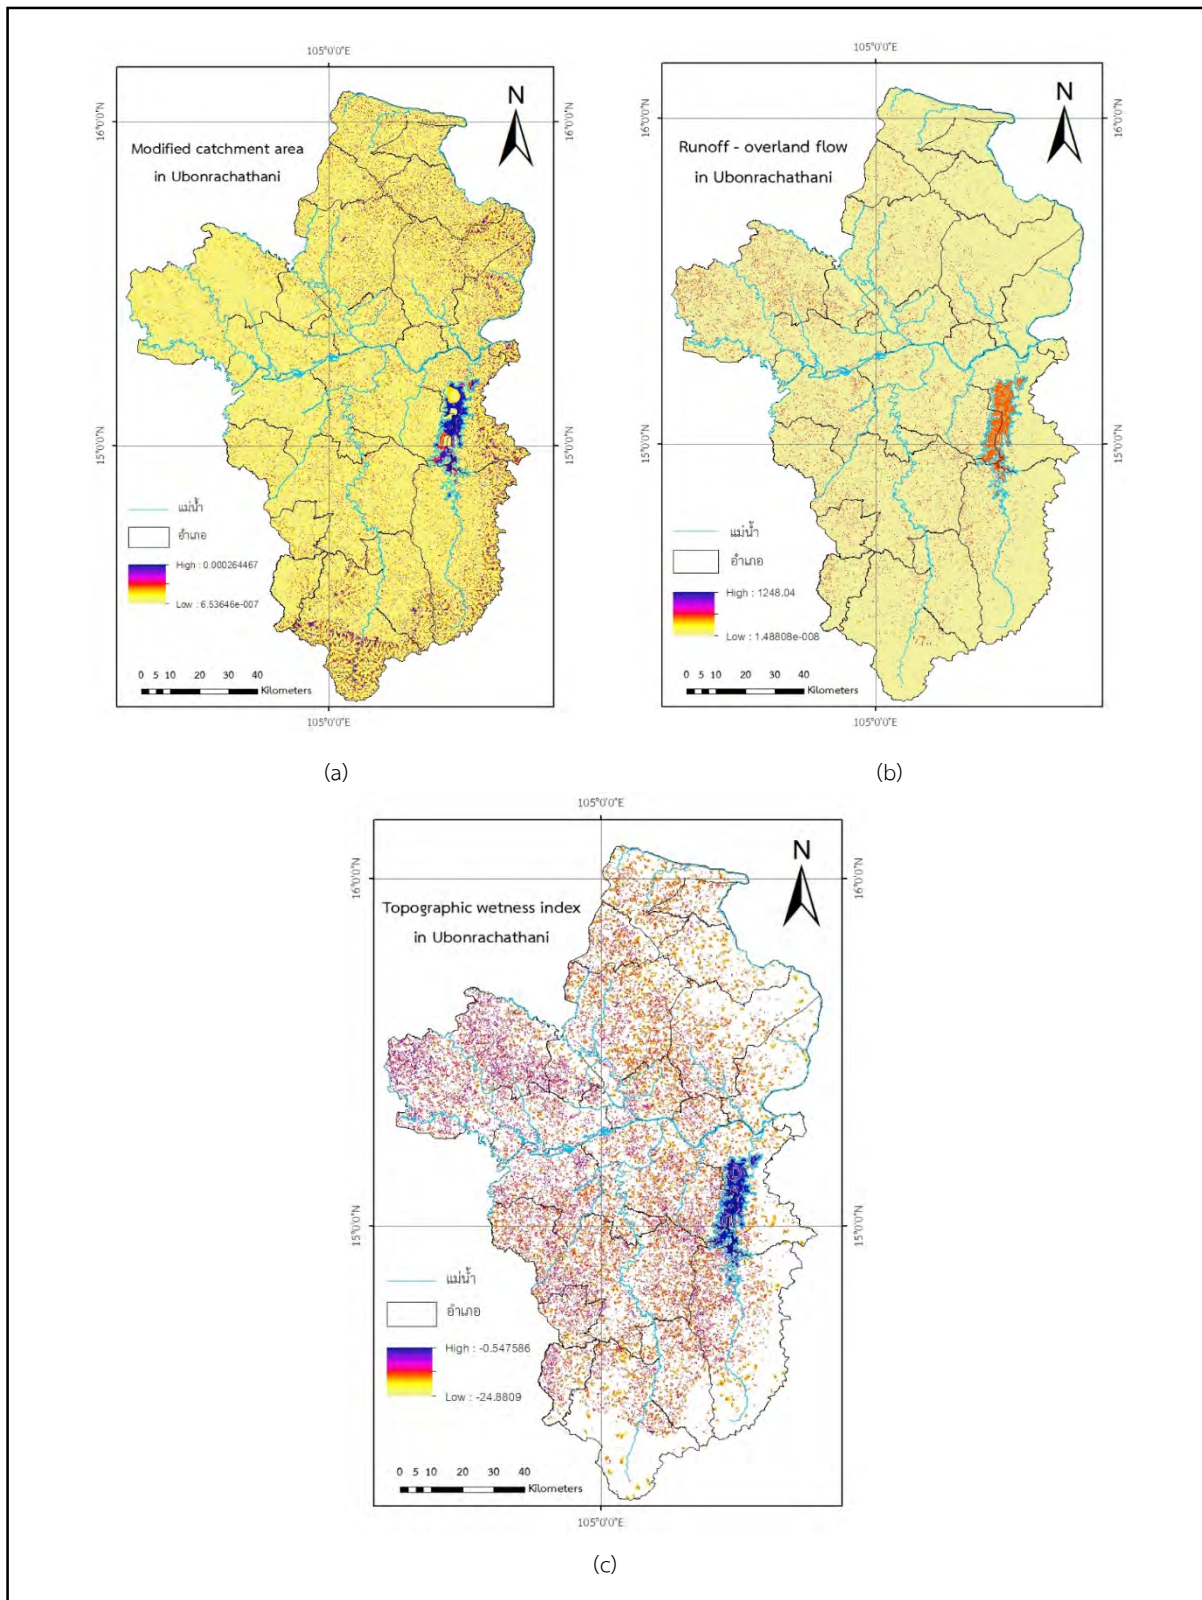 105°0'0"E
N
16°0'0"N
16°0'0"N
Modified catchment area
in Ubonrachathani
15°0'0"N
15°0'0"N
แม่น้ำ
อำเภอ
High : 0.000264467
Low : 6.53646e-007
0 5 10 20 30 40
Kilometers
105°0'0"E
(a)
105°0'0"E
N
16°0'0"N
16°0'0"N
Runoff - overland flow
in Ubonrachathani
15°0'0"N
15°0'0"N
แม่น้ำ
อำเภอ
High : 1248.04
Low : 1.48808e-008
0 5 10 20 30 40
Kilometers
105°0'0"E
(b)
105°0'0"E
N
16°0'0"N
16°0'0"N
Topographic wetness index
in Ubonrachathani
15°0'0"N
15°0'0"N
แม่น้ำ
อำเภอ
High : -0.547586
Low : -24.8809
0 5 10 20 30 40
Kilometers
105°0'0"E
(c)